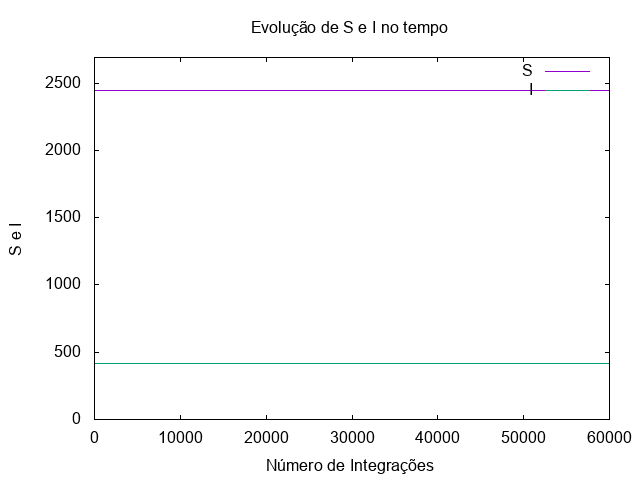 Evolução de S e I no tempo
S
I
2500
2000
1500
1000
500
0
S e I
0 10000 20000 30000 40000 50000 60000
Número de Integrações